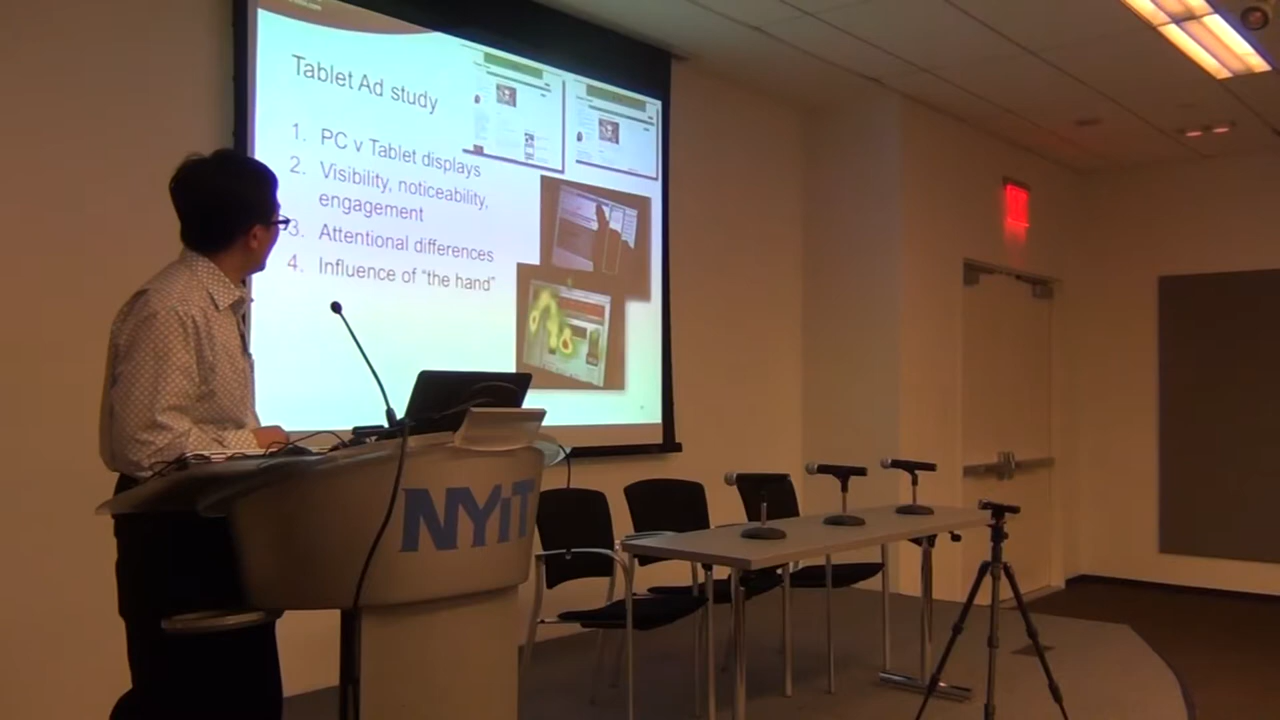 Tablet Ad study
1. PC v Tablet displays
2. Visibility, noticeability,
engagement
3. Attentional differences
4. Influence of “the hand”
NYiT